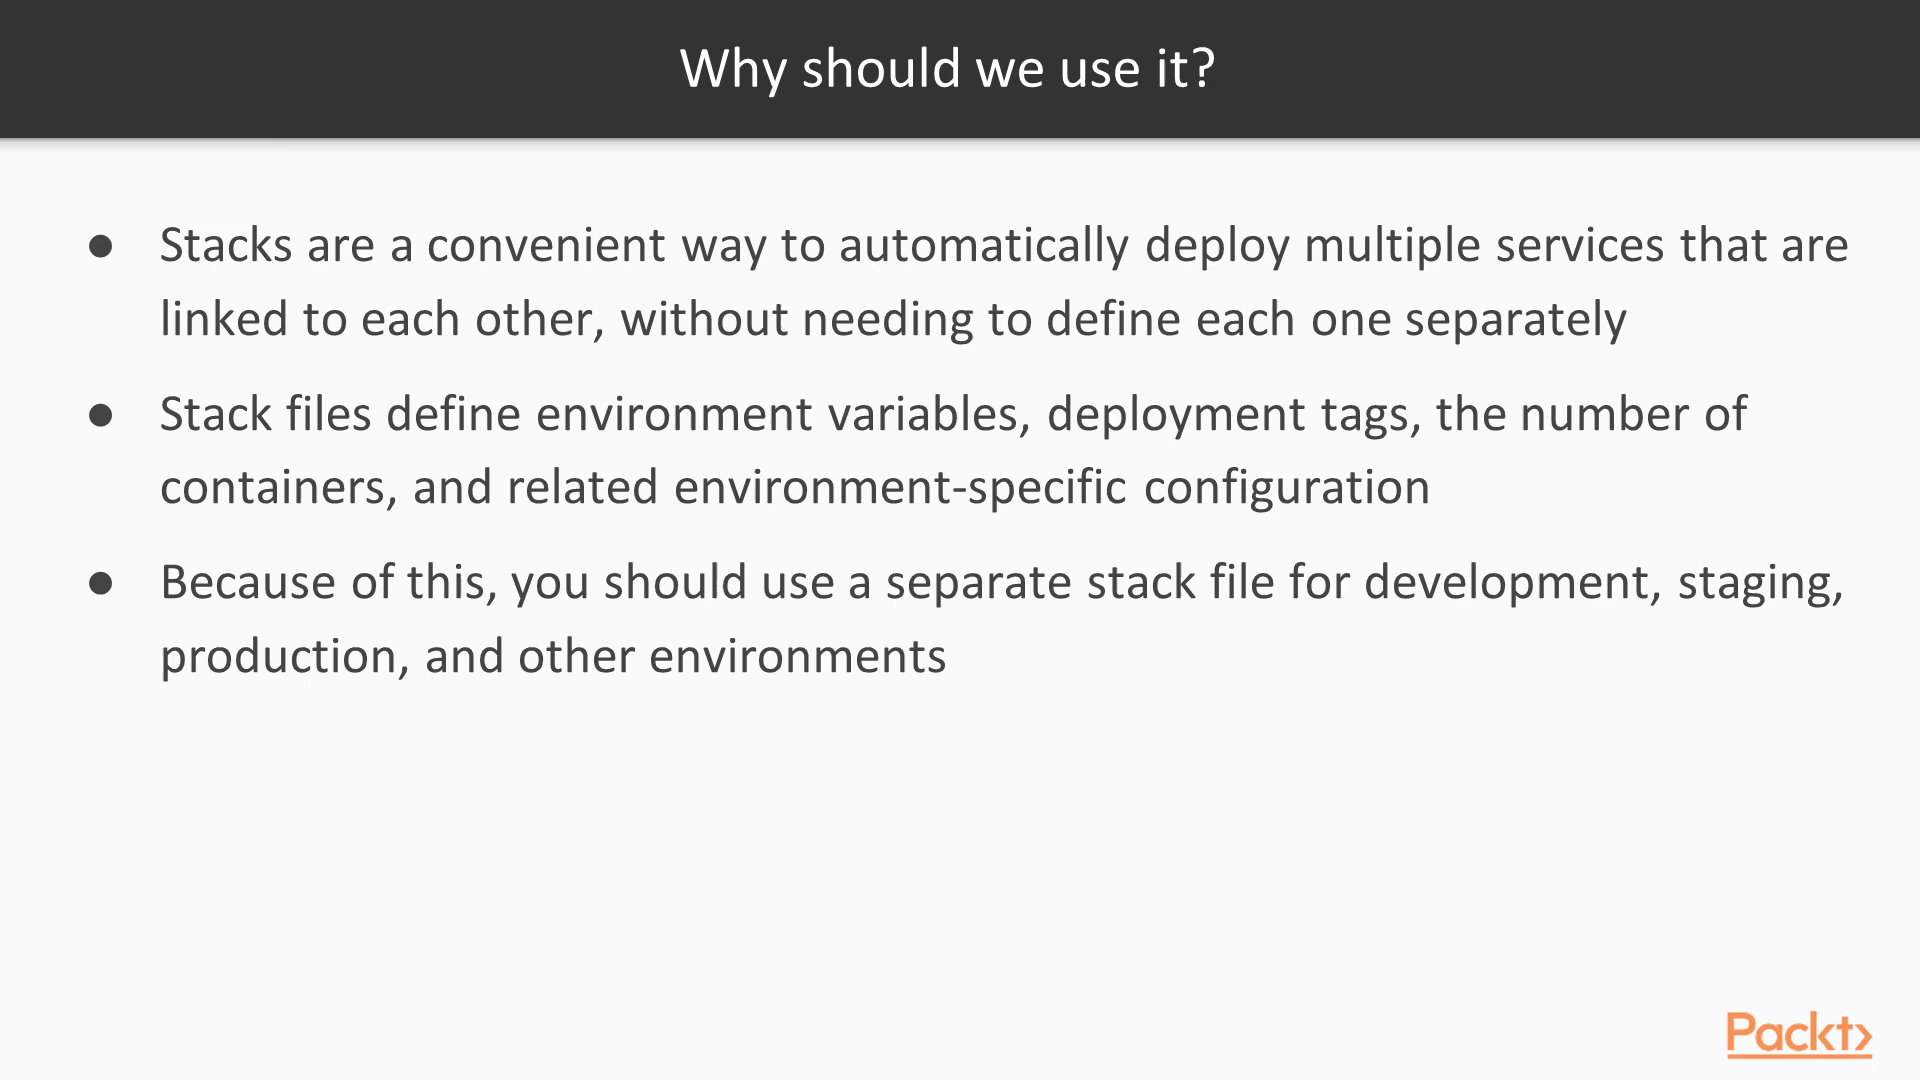 Why should we use it?
● Stacks are a convenient way to automatically deploy multiple services that are
linked to each other, without needing to define each one separately
● Stack files define environment variables, deployment tags, the number of
containers, and related environment-specific configuration
● Because of this, you should use a separate stack file for development, staging,
production, and other environments
Packt>